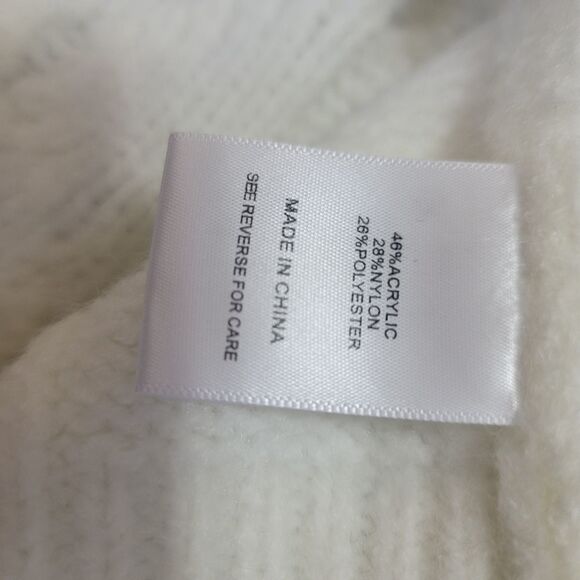 46%ACRYLIC
28%NYLON
26%POLYESTER
MADE IN CHINA
SEE REVERSE FOR CARE